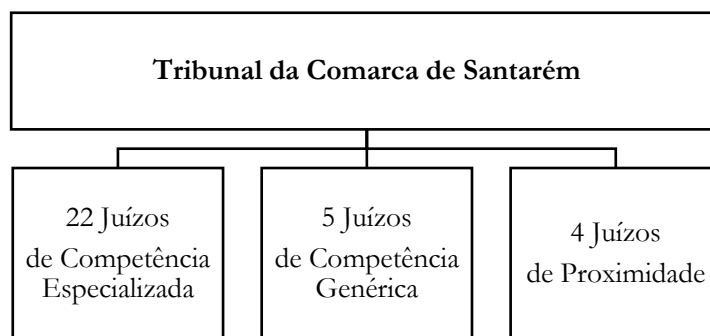 Tribunal da Comarca de Santarém
22 Juízos
de Competência
Especializada
5 Juízos
de Competência
Genérica
4 Juízos
de Proximidade